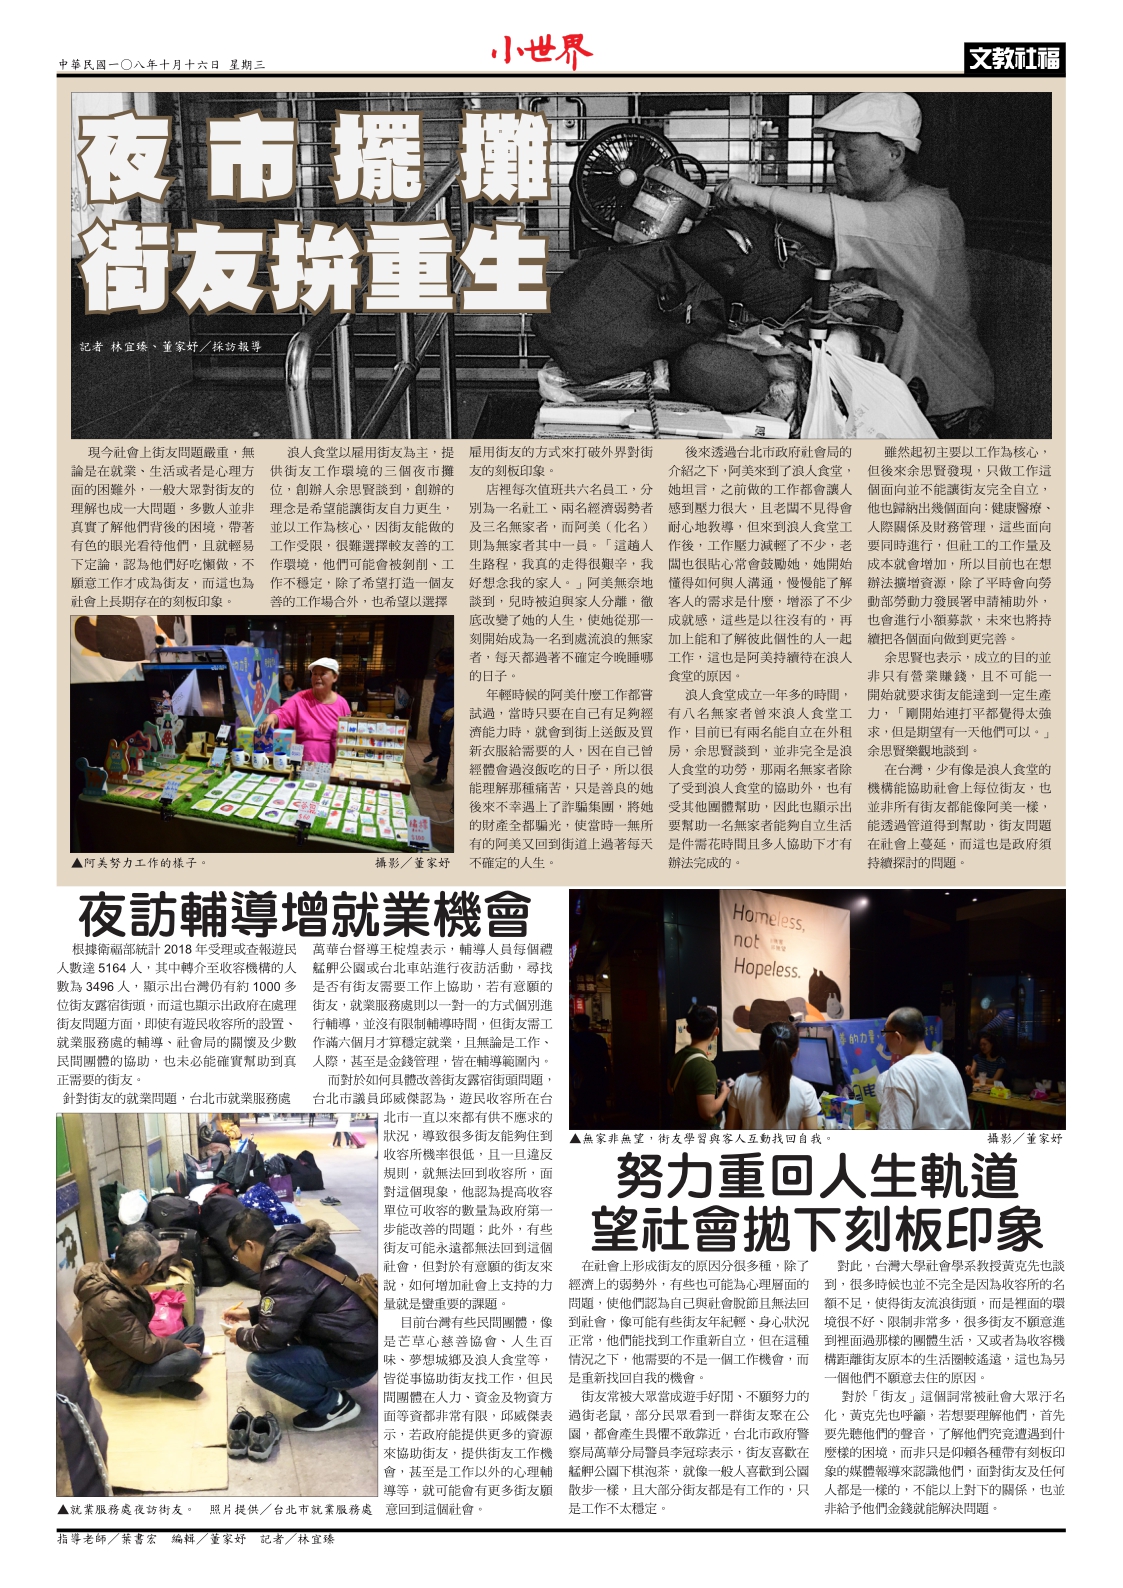 中華民國一〇八年十月十六日 星期三
小世界
文教社福
夜市擺攤
街友拚重生
記者 林宜臻、董家妤／採訪報導
現今社會上街友問題嚴重，無
論是在就業、生活或者是心理方
面的困難外，一般大眾對街友的
理解也成一大問題，多數人並非
真實了解他們背後的困境，帶著
有色的眼光看待他們，且就輕易
下定論，認為他們好吃懶做，不
願意工作才成為街友，而這也為
社會上長期存在的刻板印象。
浪人食堂以雇用街友為主，提
供街友工作環境的三個夜市攤
位，創辦人余思賢談到，創辦的
理念是希望能讓街友自力更生，
並以工作為核心，因街友能做的
工作受限，很難選擇較友善的工
作環境，他們可能會被剝削、工
作不穩定，除了希望打造一個友
善的工作場合外，也希望以選擇
雇用街友的方式來打破外界對街
友的刻板印象。
店裡每次值班共六名員工，分
別為一名社工、兩名經濟弱勢者
及三名無家者，而阿美（化名）
則為無家者其中一員。「這趟人
生路程，我真的走得很艱辛，我
好想念我的家人。」阿美無奈地
談到，兒時被迫與家人分離，徹
底改變了她的人生，使她從那一
刻開始成為一名到處流浪的無家
者，每天都過著不確定今晚睡哪
的日子。
年輕時候的阿美什麼工作都嘗
試過，當時只要在自己有足夠經
濟能力時，就會到街上送飯及買
新衣服給需要的人，因在自己曾
經體會過沒飯吃的日子，所以很
能理解那種痛苦，只是善良的她
後來不幸遇上了詐騙集團，將她
的財產全都騙光，使當時一無所
有的阿美又回到街道上過著每天
不確定的人生。
後來透過台北市政府社會局的
介紹之下，阿美來到了浪人食堂，
她坦言，之前做的工作都會讓人
感到壓力很大，且老闆不見得會
耐心地教導，但來到浪人食堂工
作後，工作壓力減輕了不少，老
闆也很貼心常會鼓勵她，她開始
懂得如何與人溝通，慢慢能了解
客人的需求是什麼，增添了不少
成就感，這些是以往沒有的，再
加上能和了解彼此個性的人一起
工作，這也是阿美持續待在浪人
食堂的原因。
浪人食堂成立一年多的時間，
有八名無家者曾來浪人食堂工
作，目前已有兩名能自立在外租
房，余思賢談到，並非完全是浪
人食堂的功勞，那兩名無家者除
了受到浪人食堂的協助外，也有
受其他團體幫助，因此也顯示出
要幫助一名無家者能夠自立生活
是件需花時間且多人協助下才有
辦法完成的。
雖然起初主要以工作為核心，
但後來余思賢發現，只做工作這
個面向並不能讓街友完全自立，
他也歸納出幾個面向：健康醫療、
人際關係及財務管理，這些面向
要同時進行，但社工的工作量及
成本就會增加，所以目前也在想
辦法擴增資源，除了平時會向勞
動部勞動力發展署申請補助外，
也會進行小額募款，未來也將持
續把各個面向做到更完善。
余思賢也表示，成立的目的並
非只有營業賺錢，且不可能一
開始就要求街友能達到一定生產
力，「剛開始連打平都覺得太強
求，但是期望有一天他們可以。」
余思賢樂觀地談到。
在台灣，少有像是浪人食堂的
機構能協助社會上每位街友，也
並非所有街友都能像阿美一樣，
能透過管道得到幫助，街友問題
在社會上蔓延，而這也是政府須
持續探討的問題。
▲阿美努力工作的樣子。 攝影／董家妤
夜訪輔導增就業機會
根據衛福部統計 2018 年受理或查報遊民
人數達 5164 人，其中轉介至收容機構的人
數為 3496 人，顯示出台灣仍有約 1000 多
位街友露宿街頭，而這也顯示出政府在處理
街友問題方面，即使有遊民收容所的設置、
就業服務處的輔導、社會局的關懷及少數
民間團體的協助，也未必能確實幫助到真
正需要的街友。
針對街友的就業問題，台北市就業服務處
萬華台督導王椗煌表示，輔導人員每個禮
艋舺公園或台北車站進行夜訪活動，尋找
是否有街友需要工作上協助，若有意願的
街友，就業服務處則以一對一的方式個別進
行輔導，並沒有限制輔導時間，但街友需工
作滿六個月才算穩定就業，且無論是工作、
人際，甚至是金錢管理，皆在輔導範圍內。
而對於如何具體改善街友露宿街頭問題，
台北市議員邱威傑認為，遊民收容所在台
北市一直以來都有供不應求的
狀況，導致很多街友能夠住到
收容所機率很低，且一旦違反
規則，就無法回到收容所，面
對這個現象，他認為提高收容
單位可收容的數量為政府第一
步能改善的問題；此外，有些
街友可能永遠都無法回到這個
社會，但對於有意願的街友來
說，如何增加社會上支持的力
量就是蠻重要的課題。
目前台灣有些民間團體，像
是芒草心慈善協會、人生百
味、夢想城鄉及浪人食堂等，
皆從事協助街友找工作，但民
間團體在人力、資金及物資方
面等資都非常有限，邱威傑表
示，若政府能提供更多的資源
來協助街友，提供街友工作機
會，甚至是工作以外的心理輔
導等，就可能會有更多街友願
意回到這個社會。
▲就業服務處夜訪街友。 照片提供／台北市就業服務處
Homeless,
not
Hopeless.
▲無家非無望，街友學習與客人互動找回自我。 攝影／董家妤
努力重回人生軌道
望社會拋下刻板印象
在社會上形成街友的原因分很多種，除了
經濟上的弱勢外，有些也可能為心理層面的
問題，使他們認為自己與社會脫節且無法回
到社會，像可能有些街友年紀輕、身心狀況
正常，他們能找到工作重新自立，但在這種
情況之下，他需要的不是一個工作機會，而
是重新找回自我的機會。
街友常被大眾當成遊手好閒、不願努力的
過街老鼠，部分民眾看到一群街友聚在公
園，都會產生畏懼不敢靠近，台北市政府警
察局萬華分局警員李冠琮表示，街友喜歡在
艋舺公園下棋泡茶，就像一般人喜歡到公園
散步一樣，且大部分街友都是有工作的，只
是工作不太穩定。
對此，台灣大學社會學系教授黃克先也談
到，很多時候也並不完全是因為收容所的名
額不足，使得街友流浪街頭，而是裡面的環
境很不好、限制非常多，很多街友不願意進
到裡面過那樣的團體生活，又或者為收容機
構距離街友原本的生活圈較遙遠，這也為另
一個他們不願意去住的原因。
對於「街友」這個詞常被社會大眾汙名
化，黃克先也呼籲，若想要理解他們，首先
要先聽他們的聲音，了解他們究竟遭遇到什
麼樣的困境，而非只是仰賴各種帶有刻板印
象的媒體報導來認識他們，面對街友及任何
人都是一樣的，不能以上對下的關係，也並
非給予他們金錢就能解決問題。
指導老師／葉書宏 編輯／董家妤 記者／林宜臻